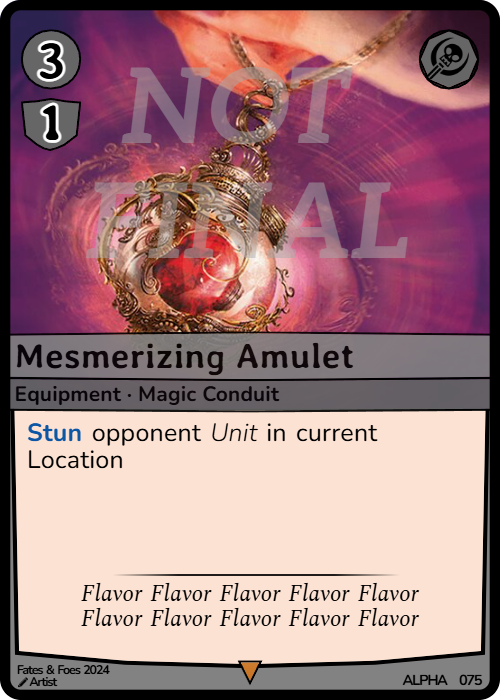 3
1
NOT
FINAL
Mesmerizing Amulet
Equipment · Magic Conduit
Stun opponent Unit in current
Location
Flavor Flavor Flavor Flavor Flavor
Flavor Flavor Flavor Flavor Flavor
Fates & Foes 2024
Artist
ALPHA 075